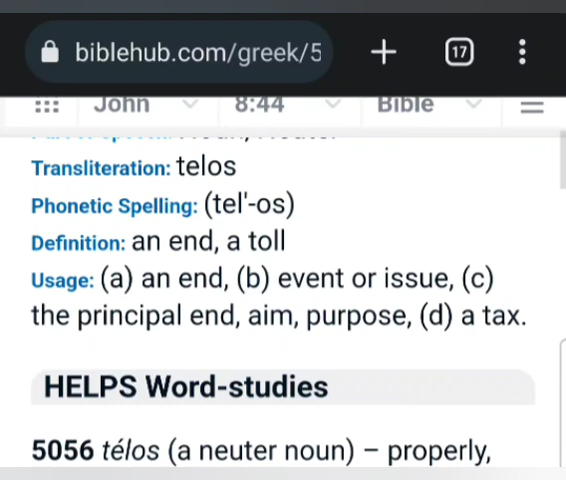 biblehub.com/greek/5
17
John 8:44 Bible
Transliteration: telos
Phonetic Spelling: (tel'-os)
Definition: an end, a toll
Usage: (a) an end, (b) event or issue, (c)
the principal end, aim, purpose, (d) a tax.
HELPS Word-studies
5056 télos (a neuter noun) – properly,